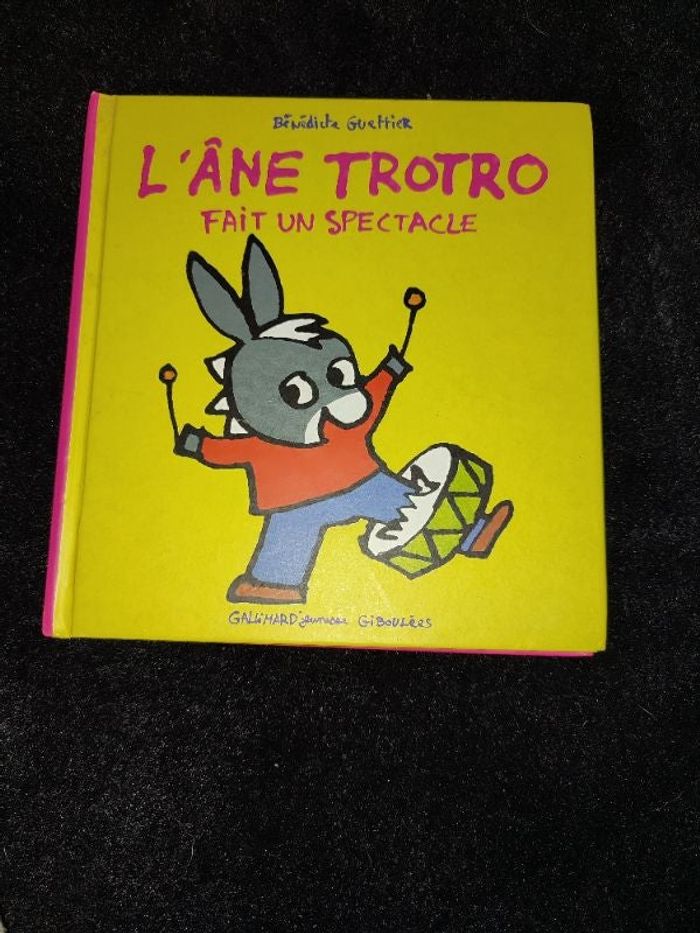 Bénédicte Guettier
L'ÂNE TROTRO
FAIT UN SPECTACLE
GALLIMARD jeunesse GIBOULÉES